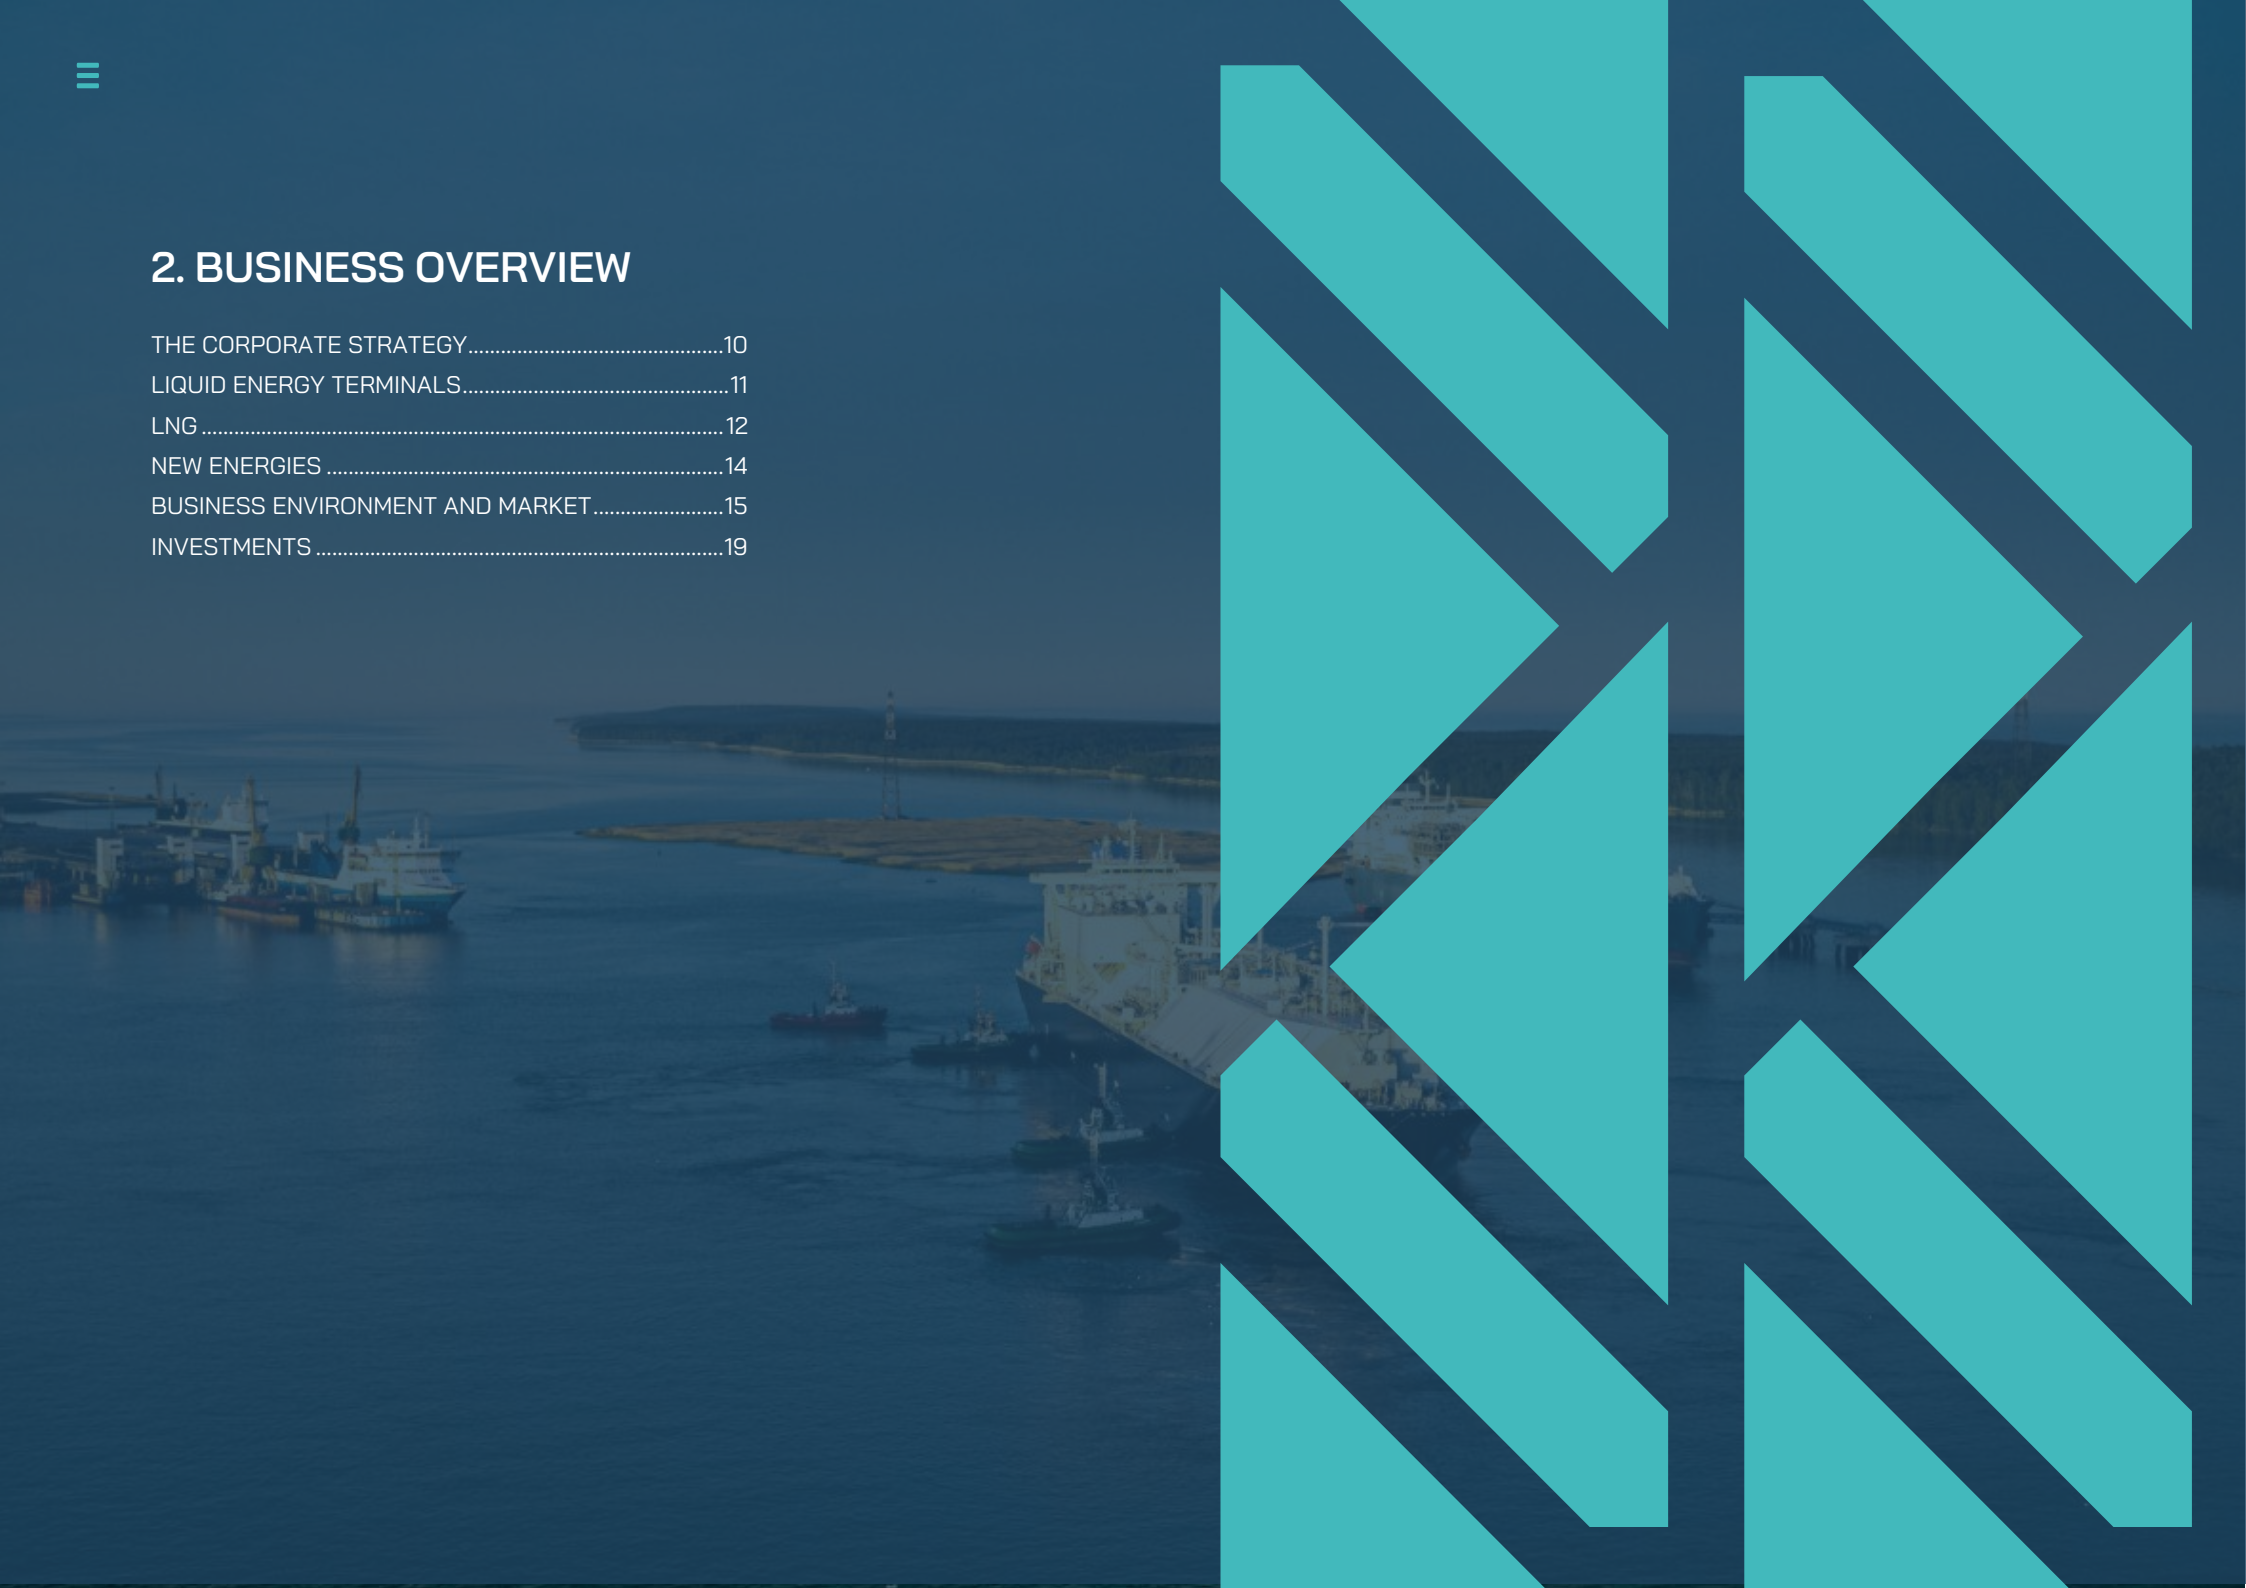 2. BUSINESS OVERVIEW
THE CORPORATE STRATEGY...............................................10
LIQUID ENERGY TERMINALS.................................................11
LNG................................................................................................12
NEW ENERGIES.........................................................................14
BUSINESS ENVIRONMENT AND MARKET........................15
INVESTMENTS...........................................................................19